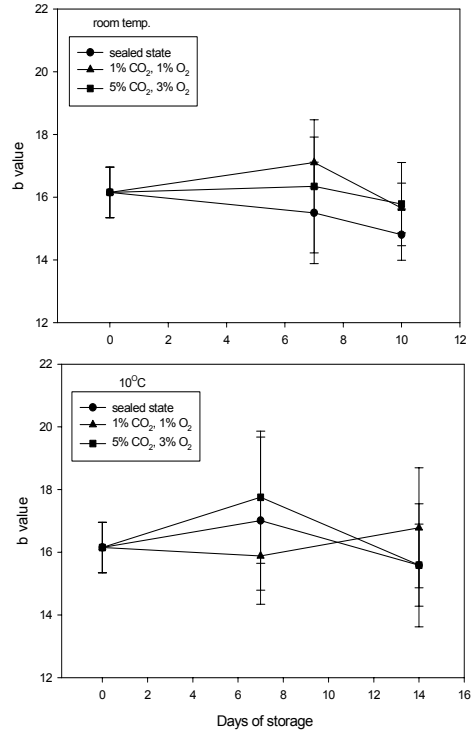 room temp.
sealed state
1% CO₂, 1% O₂
5% CO₂, 3% O₂
b value
22
20
18
16
14
12
0 2 4 6 8 10 12
10⁰C
sealed state
1% CO₂, 1% O₂
5% CO₂, 3% O₂
b value
22
20
18
16
14
12
0 2 4 6 8 10 12 14 16
Days of storage